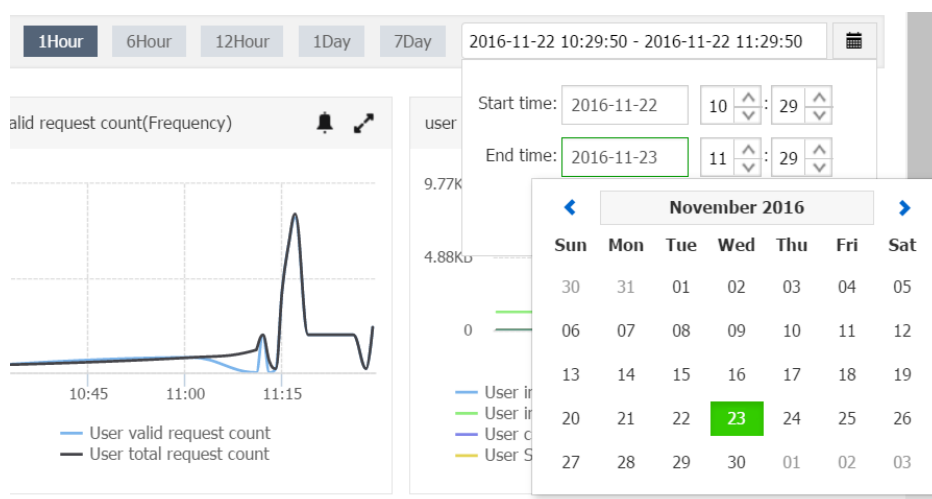 1Hour 6Hour 12Hour 1Day 7Day 2016-11-22 10:29:50 - 2016-11-22 11:29:50
Start time: 2016-11-22 10 : 29
End time: 2016-11-23 11 : 29
alid request count(Frequency)
10:45 11:00 11:15
User valid request count
User total request count
user
9.77K
4.88KB
0
User ir
User ir
User c
User S
November 2016
Sun Mon Tue Wed Thu Fri Sat
30 31 01 02 03 04 05
06 07 08 09 10 11 12
13 14 15 16 17 18 19
20 21 22 23 24 25 26
27 28 29 30 01 02 03